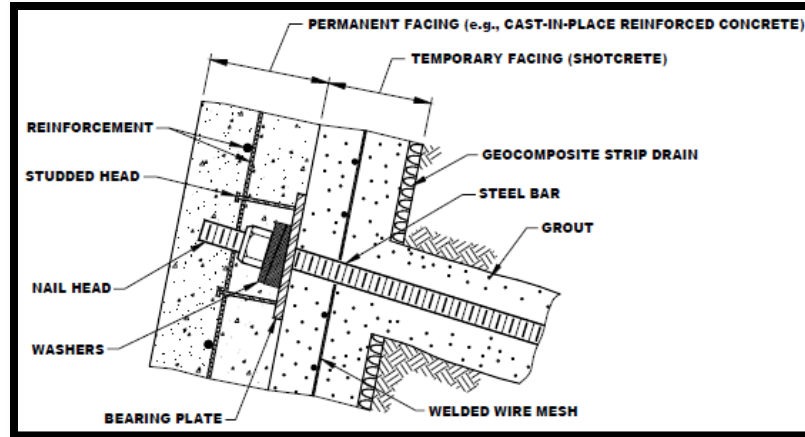 PERMANENT FACING (e.g., CAST-IN-PLACE REINFORCED CONCRETE)
TEMPORARY FACING (SHOTCRETE)
REINFORCEMENT
GEOCOMPOSITE STRIP DRAIN
STUDDED HEAD
STEEL BAR
GROUT
NAIL HEAD
WASHERS
BEARING PLATE
WELDED WIRE MESH